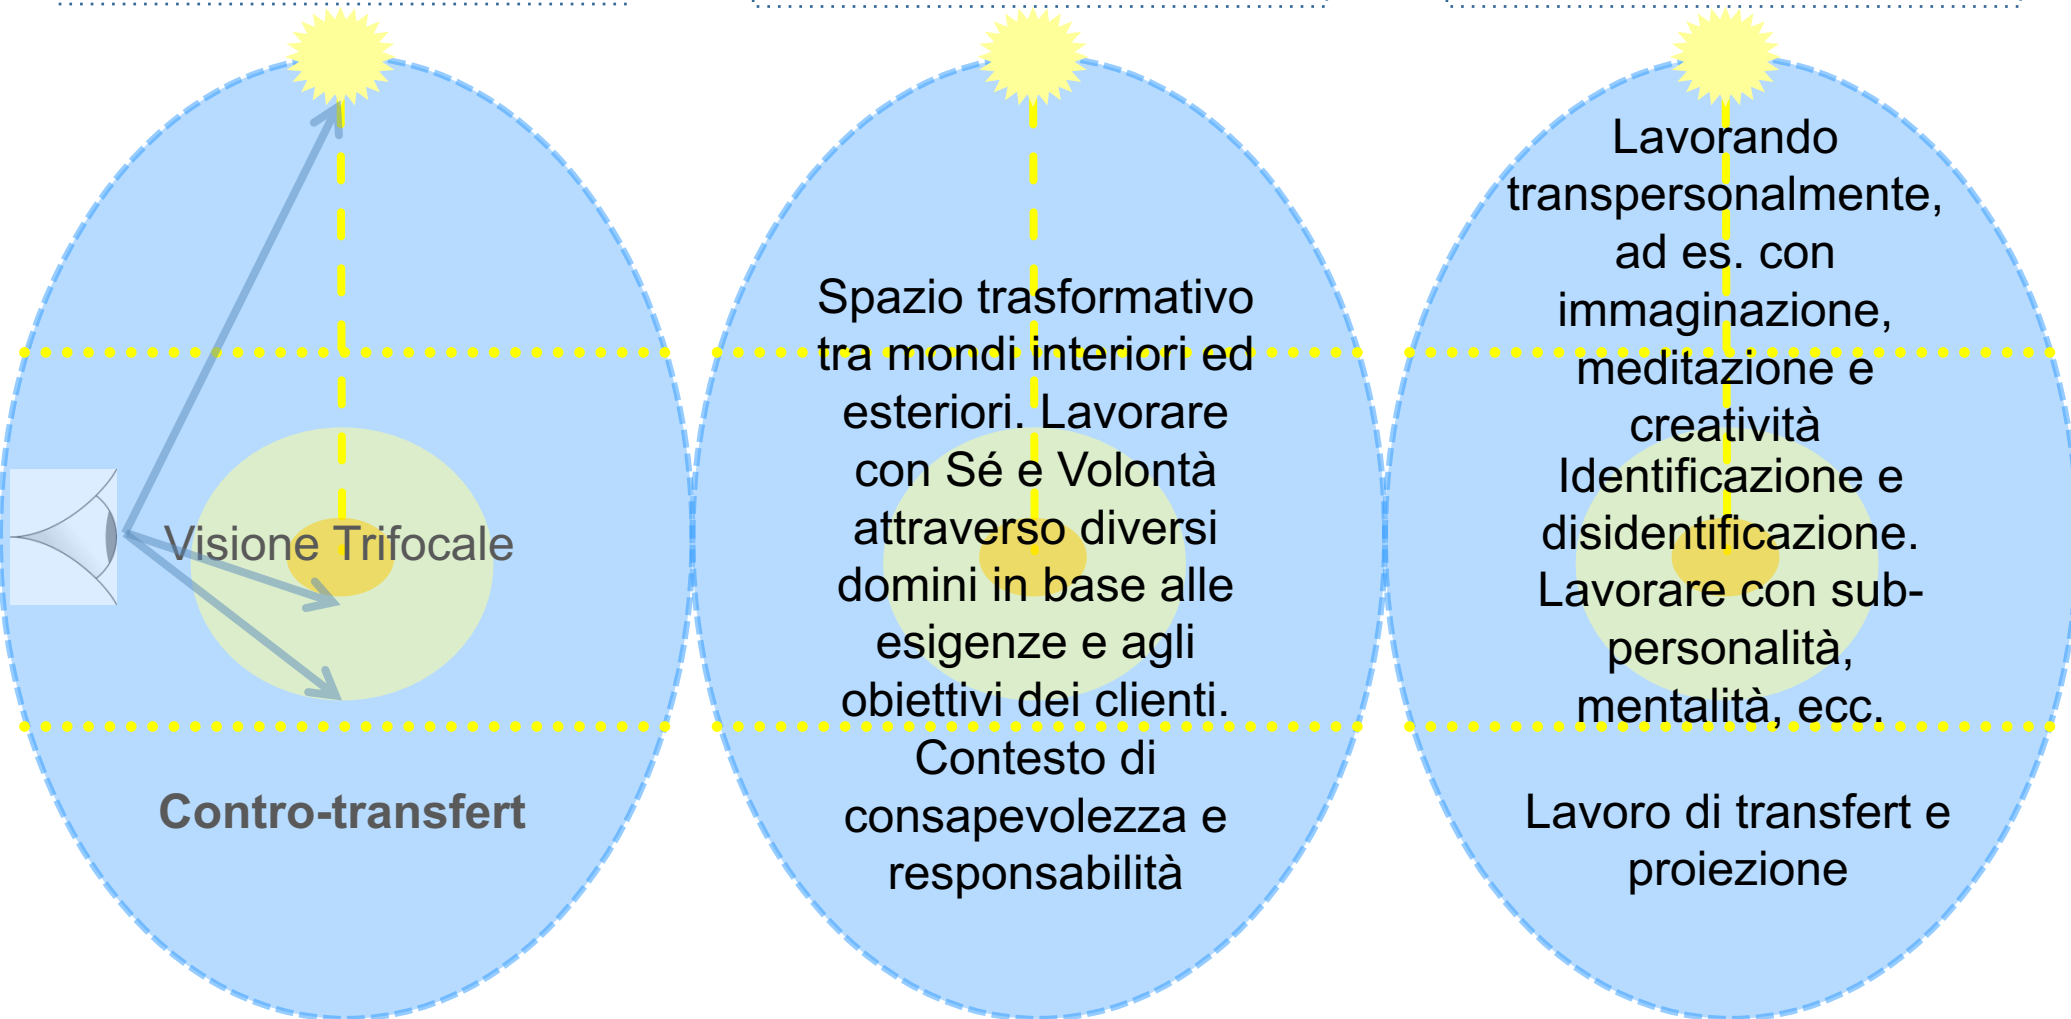 Visione Trifocale
Contro-transfert
Spazio trasformativo
tra mondi interiori ed
esteriori. Lavorare
con Sé e Volontà
attraverso diversi
domini in base alle
esigenze e agli
obiettivi dei clienti.
Contesto di
consapevolezza e
responsabilità
Lavorando
transpersonalmente,
ad es. con
immaginazione,
meditazione e
creatività
Identificazione e
disidentificazione.
Lavorare con sub-
personalità,
mentalità, ecc.
Lavoro di transfert e
proiezione